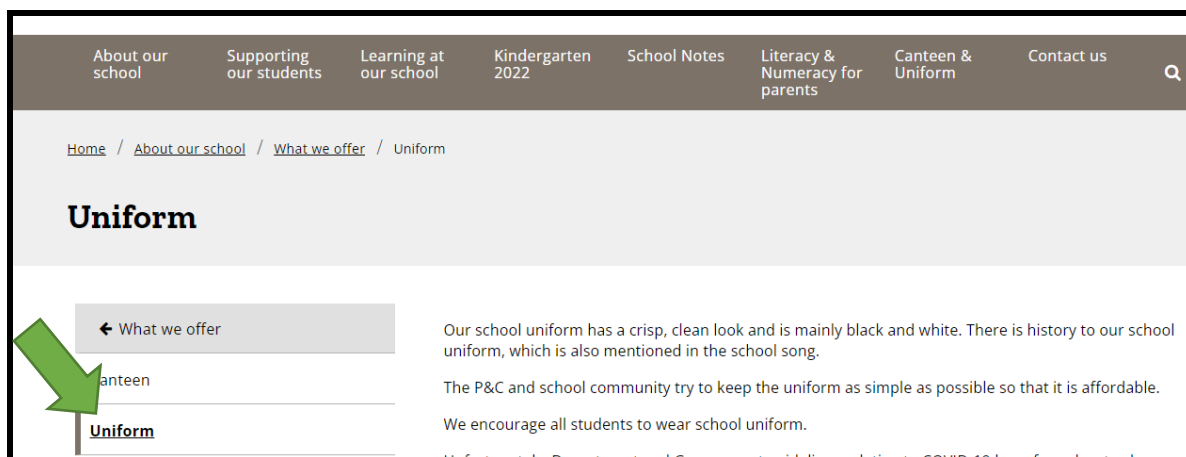 About our school
Supporting our students
Learning at our school
Kindergarten 2022
School Notes
Literacy & Numeracy for parents
Canteen & Uniform
Contact us
Home / About our school / What we offer / Uniform
Uniform
What we offer
anteen
Uniform
Our school uniform has a crisp, clean look and is mainly black and white. There is history to our school
uniform, which is also mentioned in the school song.
The P&C and school community try to keep the uniform as simple as possible so that it is affordable.
We encourage all students to wear school uniform.